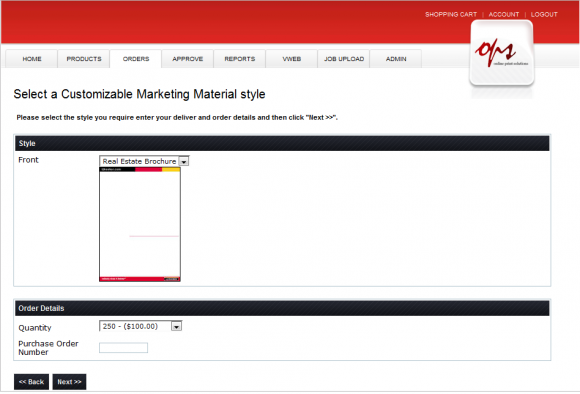 SHOPPING CART | ACCOUNT | LOGOUT
ops
online print solutions
HOME PRODUCTS ORDERS APPROVE REPORTS VWEB JOB UPLOAD ADMIN
Select a Customizable Marketing Material style
Please select the style you require enter your deliver and order details and then click "Next >>".
Style
Front Real Estate Brochure
Order Details
Quantity 250 - ($100.00)
Purchase Order
Number
<< Back Next >>